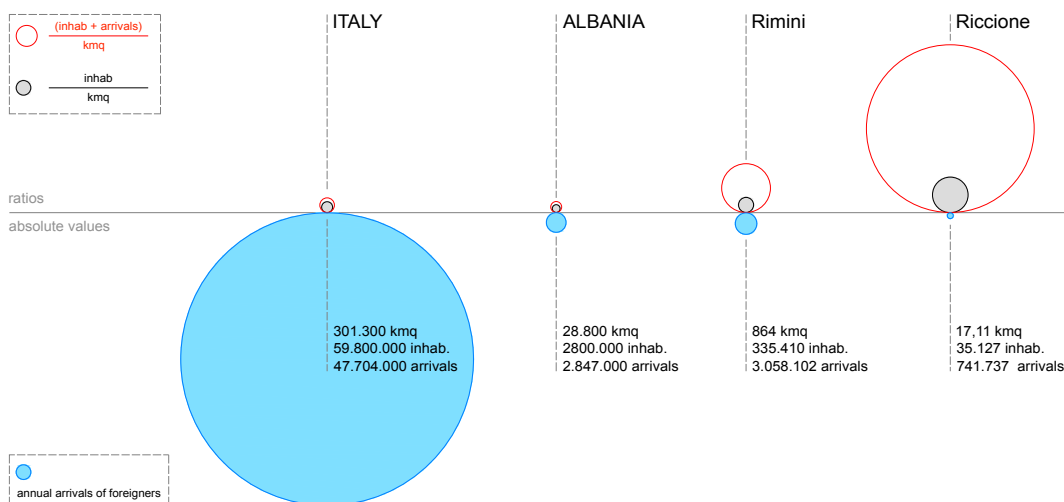 (inhab + arrivals)
kmq
inhab
kmq
ITALY
ALBANIA
Rimini
Riccione
ratios
absolute values
301.300 kmq
59.800.000 inhab.
47.704.000 arrivals
28.800 kmq
2800.000 inhab.
2.847.000 arrivals
864 kmq
335.410 inhab.
3.058.102 arrivals
17,11 kmq
35.127 inhab.
741.737 arrivals
annual arrivals of foreigners